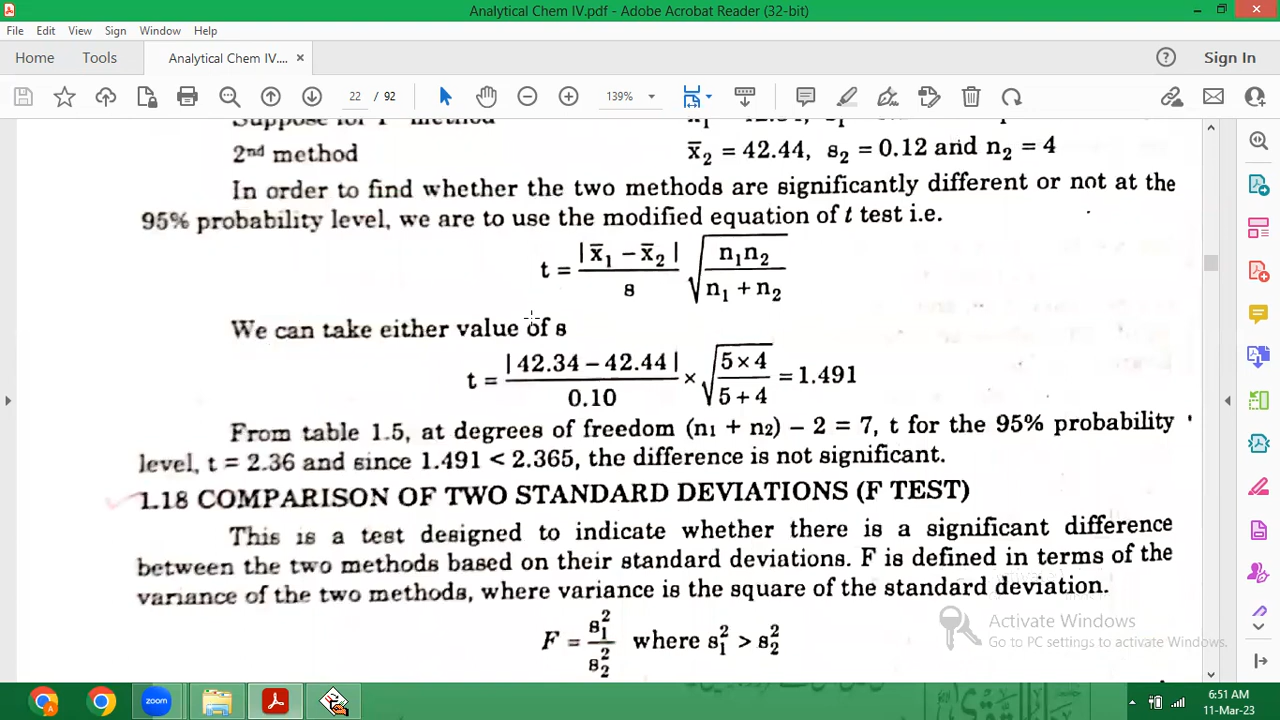 Analytical Chem IV.pdf - Adobe Acrobat Reader (32-bit)
File Edit View Sign Window Help
Home Tools Analytical Chem IV.... × Sign In
22 / 92 139%
2nd method x̄2 = 42.44, s2 = 0.12 and n2 = 4
In order to find whether the two methods are significantly different or not at the
95% probability level, we are to use the modified equation of t test i.e.
t = |x̄1 − x̄2| / s √(n1n2 / n1 + n2)
We can take either value of s
t = |42.34 − 42.44| / 0.10 × √(5 × 4 / 5 + 4) = 1.491
From table 1.5, at degrees of freedom (n1 + n2) − 2 = 7, t for the 95% probability
level, t = 2.36 and since 1.491 < 2.365, the difference is not significant.
1.18 COMPARISON OF TWO STANDARD DEVIATIONS (F TEST)
This is a test designed to indicate whether there is a significant difference
between the two methods based on their standard deviations. F is defined in terms of the
variance of the two methods, where variance is the square of the standard deviation.
F = s1² / s2² where s1² > s2²
Activate Windows
Go to PC settings to activate Windows.
zoom
6:51 AM
11-Mar-23